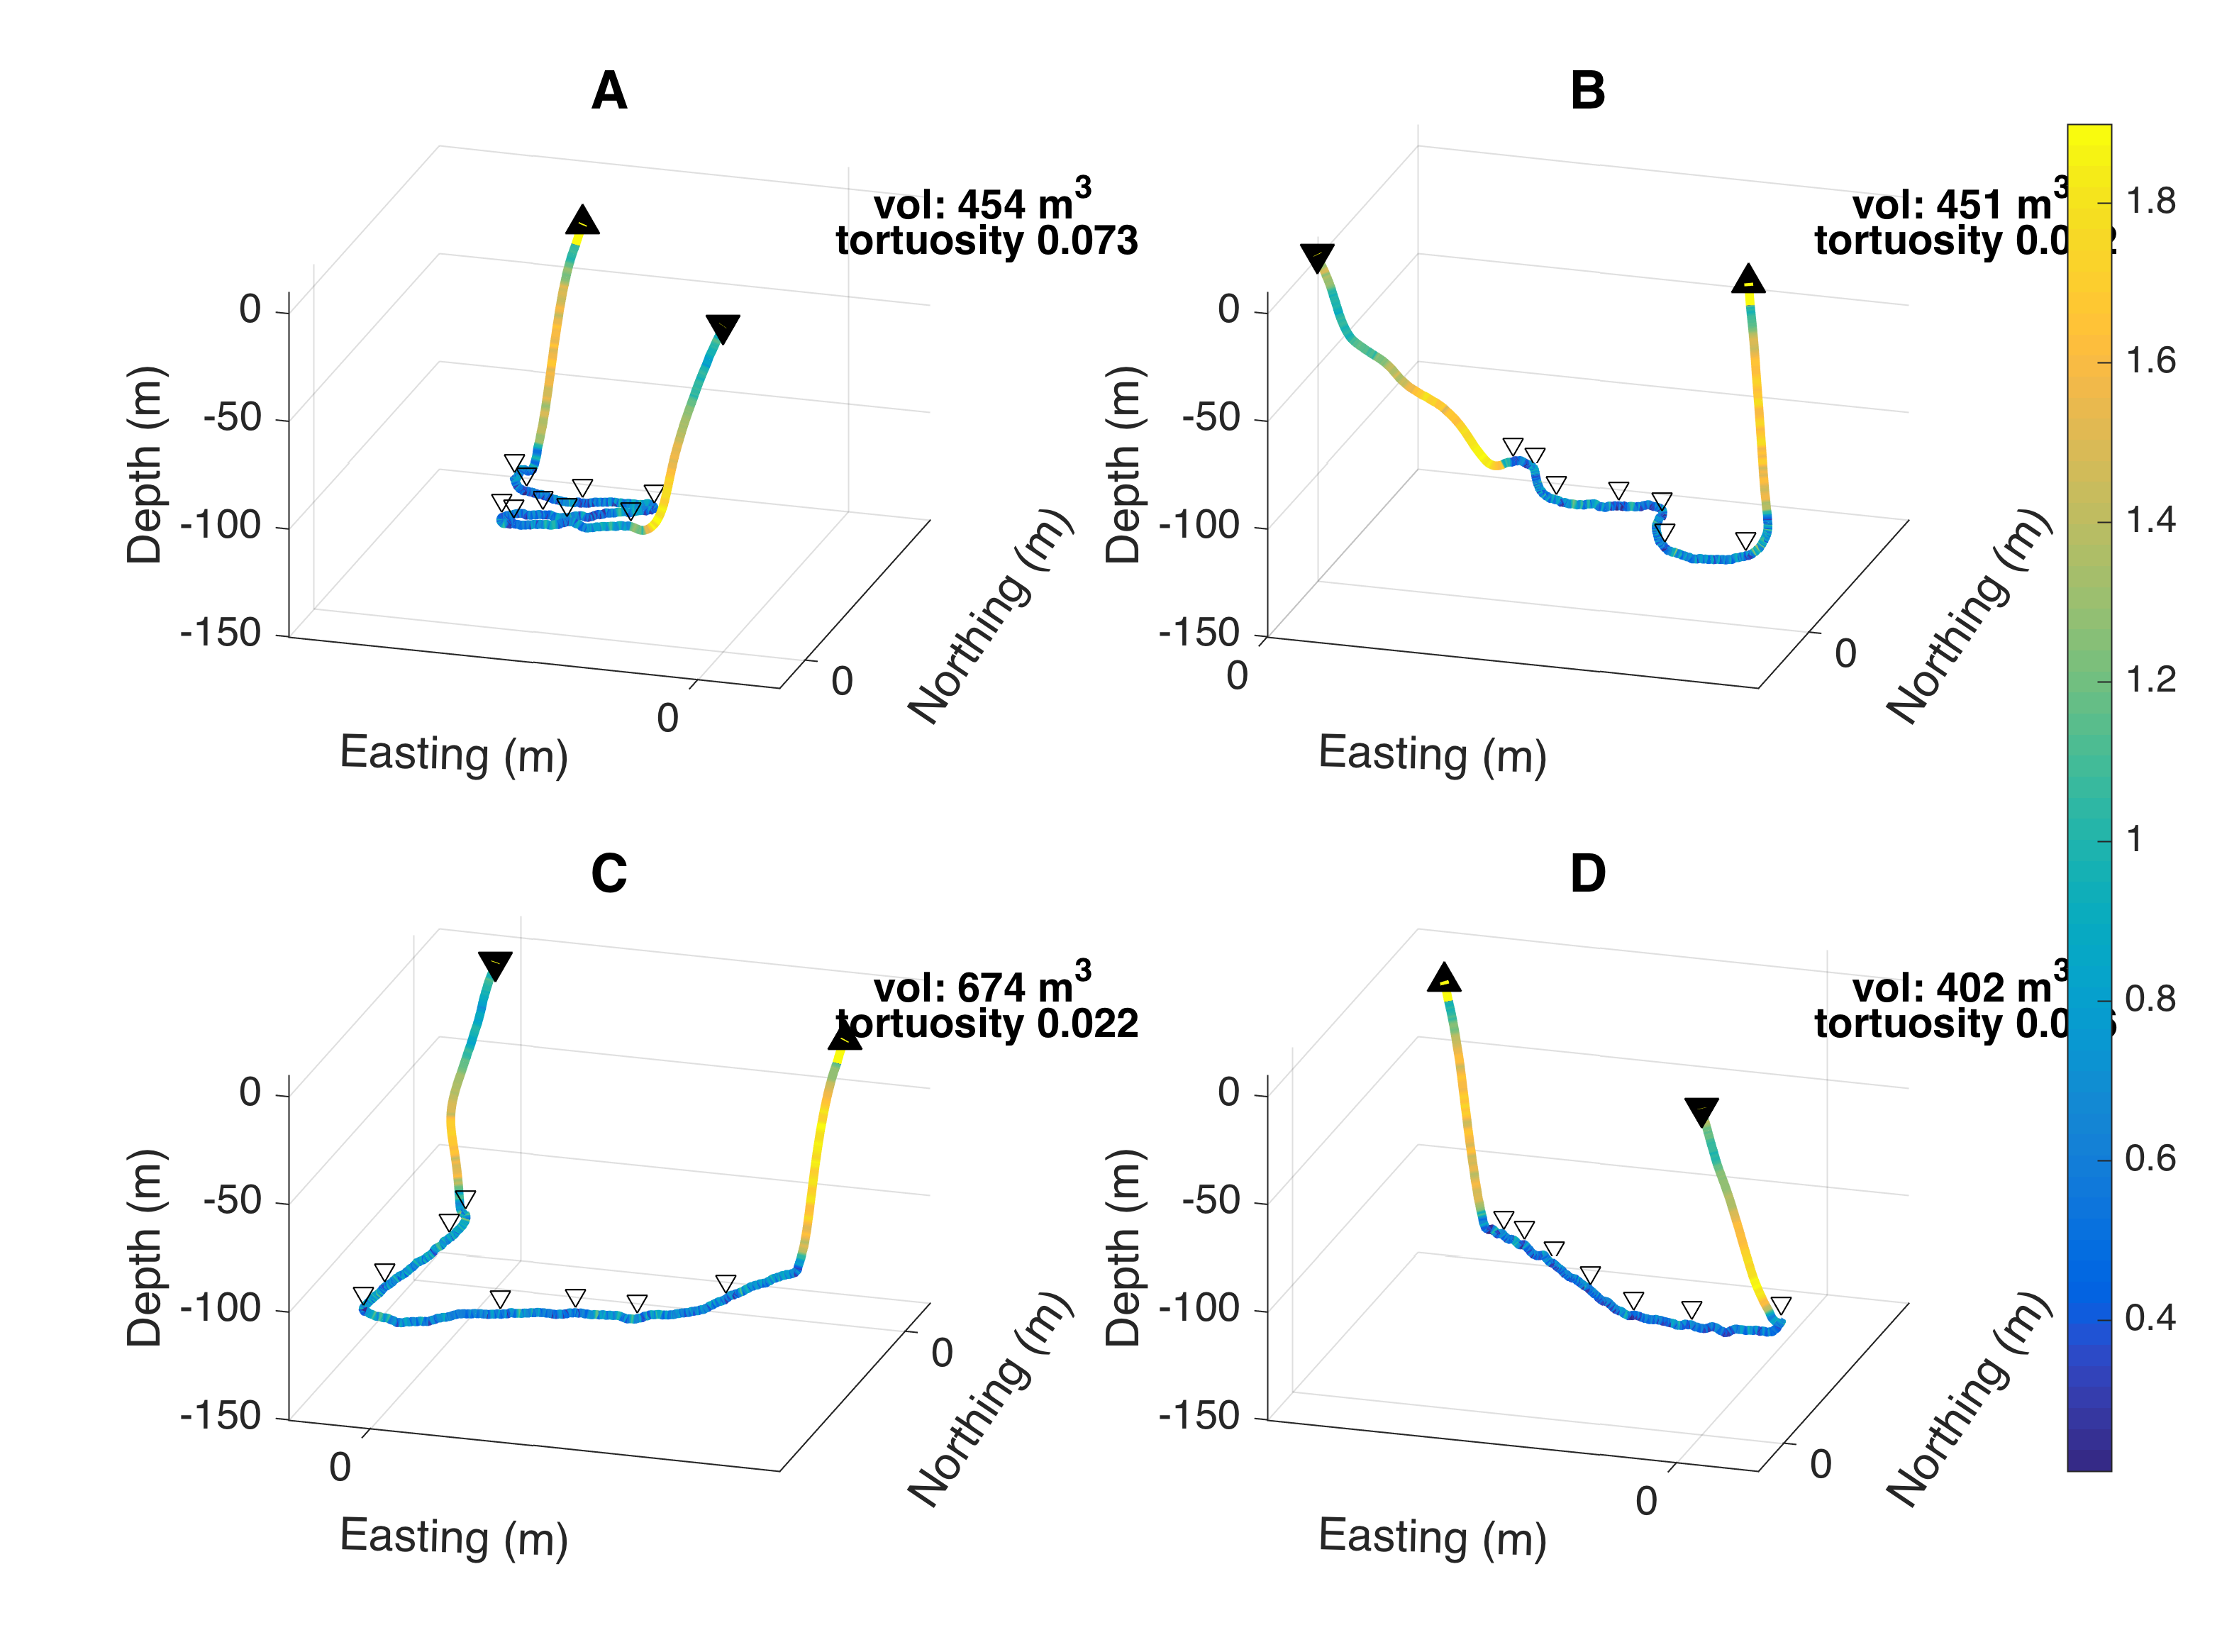 A
vol: 454 m3
tortuosity 0.073
0
-50
-100
-150
Depth (m)
0
Easting (m)
0
Northing (m)
B
vol: 451 m3
tortuosity
0
-50
-100
-150
Depth (m)
0
Easting (m)
0
Northing (m)
C
vol: 674 m3
tortuosity 0.022
0
-50
-100
-150
Depth (m)
0
Easting (m)
0
Northing (m)
D
vol: 402 m3
tortuosity
0
-50
-100
-150
Depth (m)
0
Easting (m)
0
Northing (m)
1.8
1.6
1.4
1.2
1
0.8
0.6
0.4